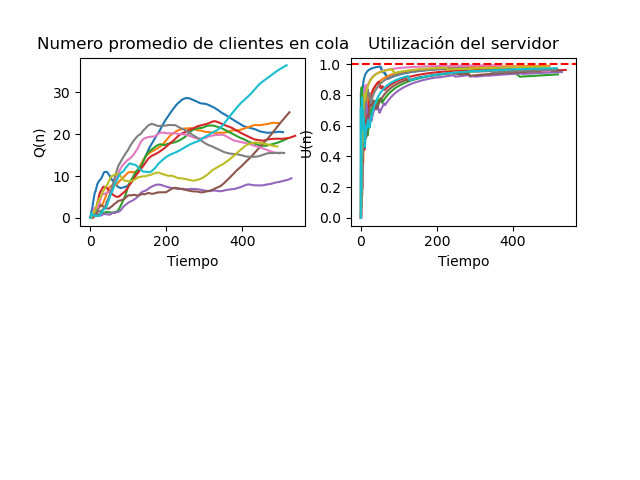 Numero promedio de clientes en cola
Utilización del servidor
Q(n)
30
20
10
0
0
200
400
Tiempo
U(n)
1.0
0.8
0.6
0.4
0.2
0.0
0
200
400
Tiempo